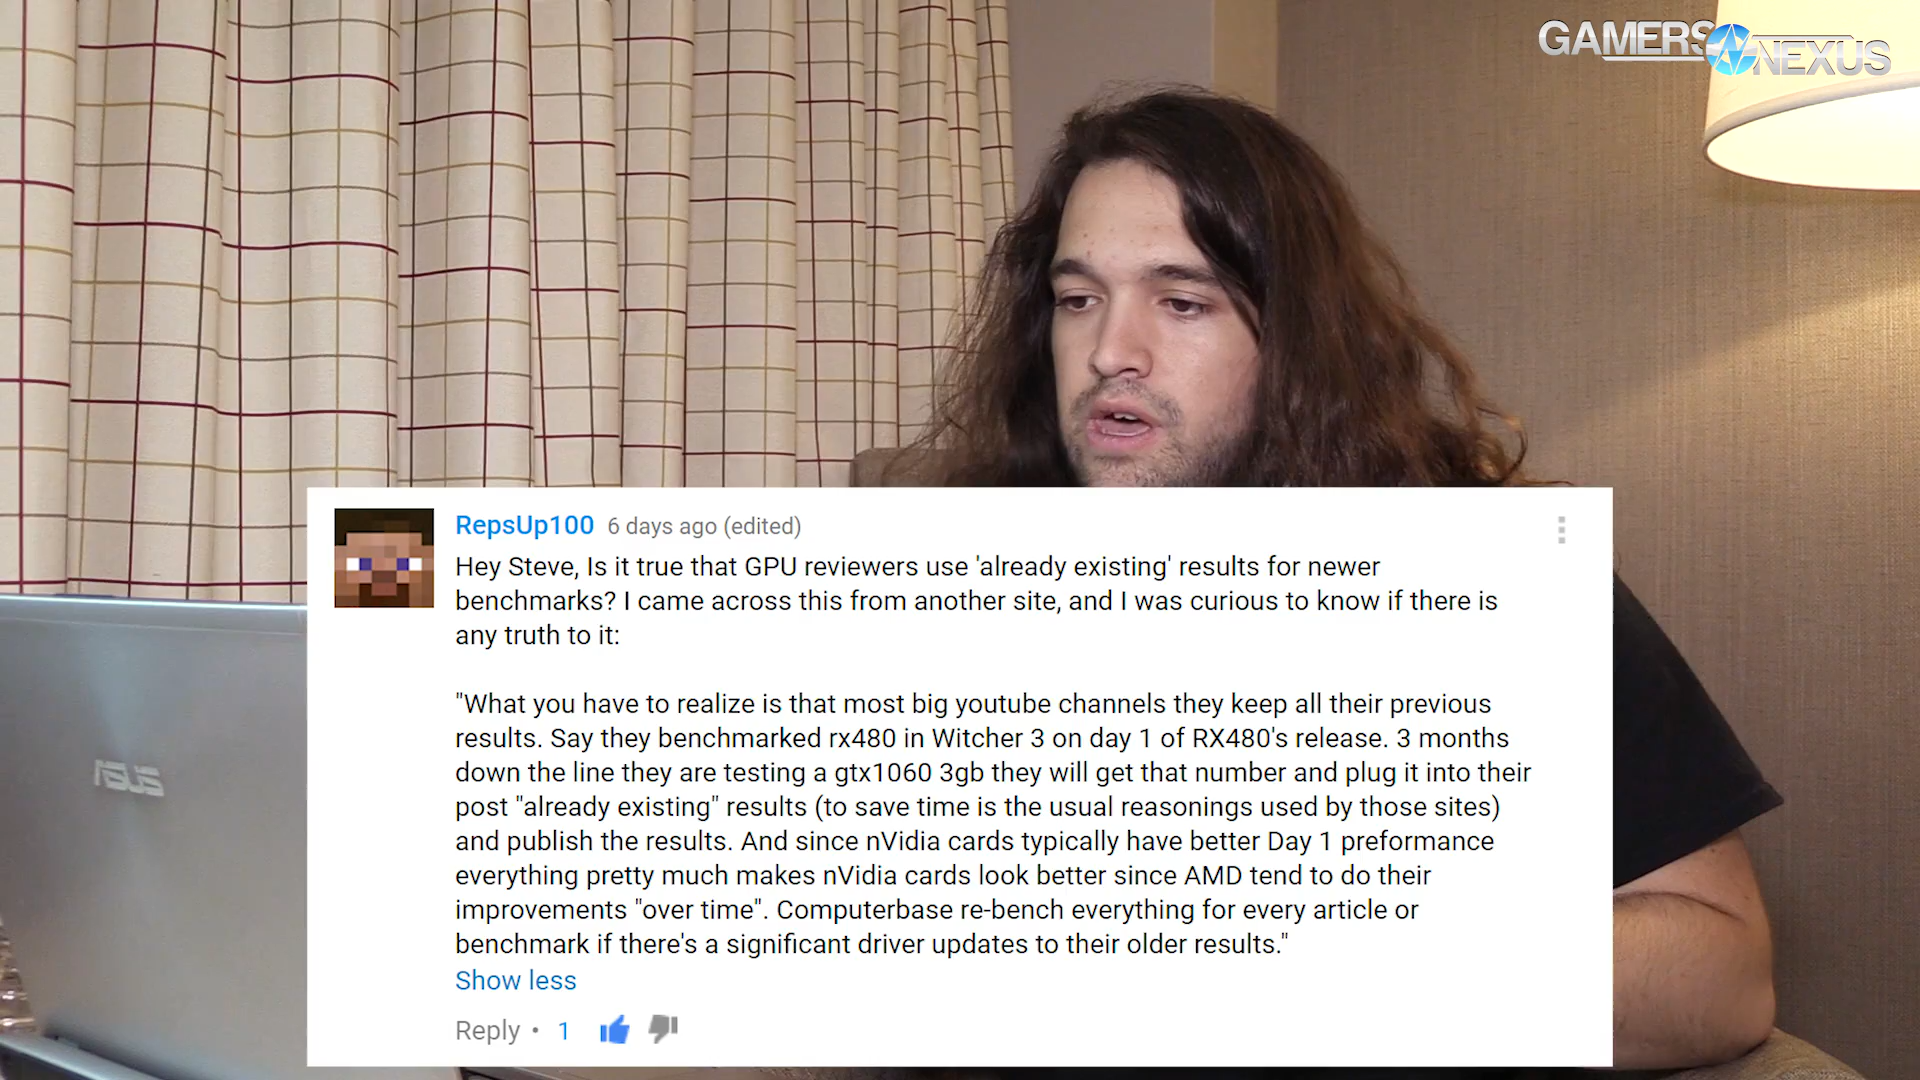 GAMERS NEXUS
RepsUp100 6 days ago (edited)
Hey Steve, Is it true that GPU reviewers use 'already existing' results for newer
benchmarks? I came across this from another site, and I was curious to know if there is
any truth to it:
"What you have to realize is that most big youtube channels they keep all their previous
results. Say they benchmarked rx480 in Witcher 3 on day 1 of RX480's release. 3 months
down the line they are testing a gtx1060 3gb they will get that number and plug it into their
post "already existing" results (to save time is the usual reasonings used by those sites)
and publish the results. And since nVidia cards typically have better Day 1 preformance
everything pretty much makes nVidia cards look better since AMD tend to do their
improvements "over time". Computerbase re-bench everything for every article or
benchmark if there's a significant driver updates to their older results."
Show less
Reply • 1
ASUS